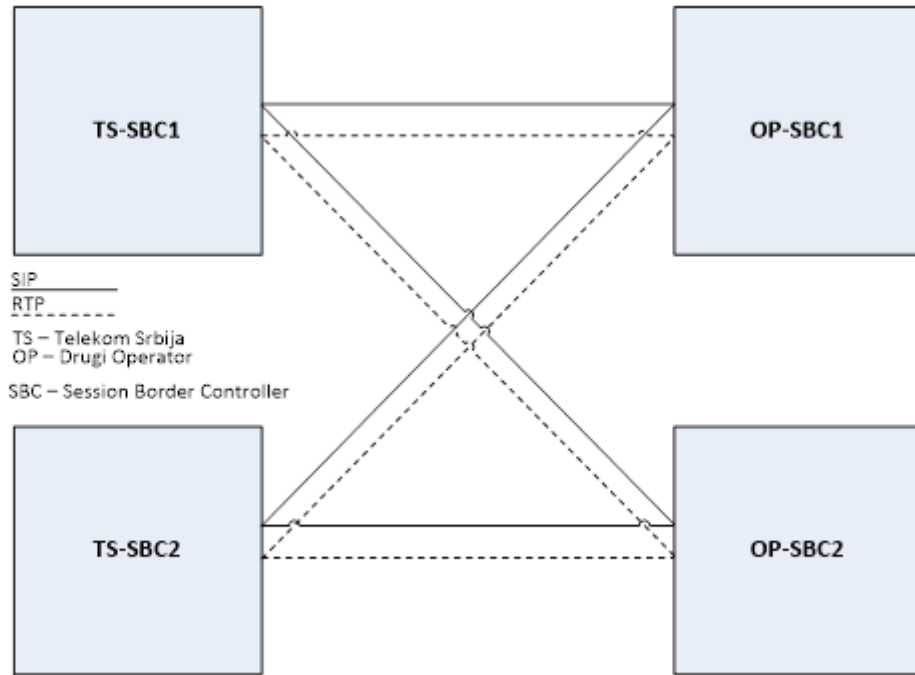 TS-SBC1
OP-SBC1
SIP
RTP
TS – Telekom Srbija
OP – Drugi Operator
SBC – Session Border Controller
TS-SBC2
OP-SBC2